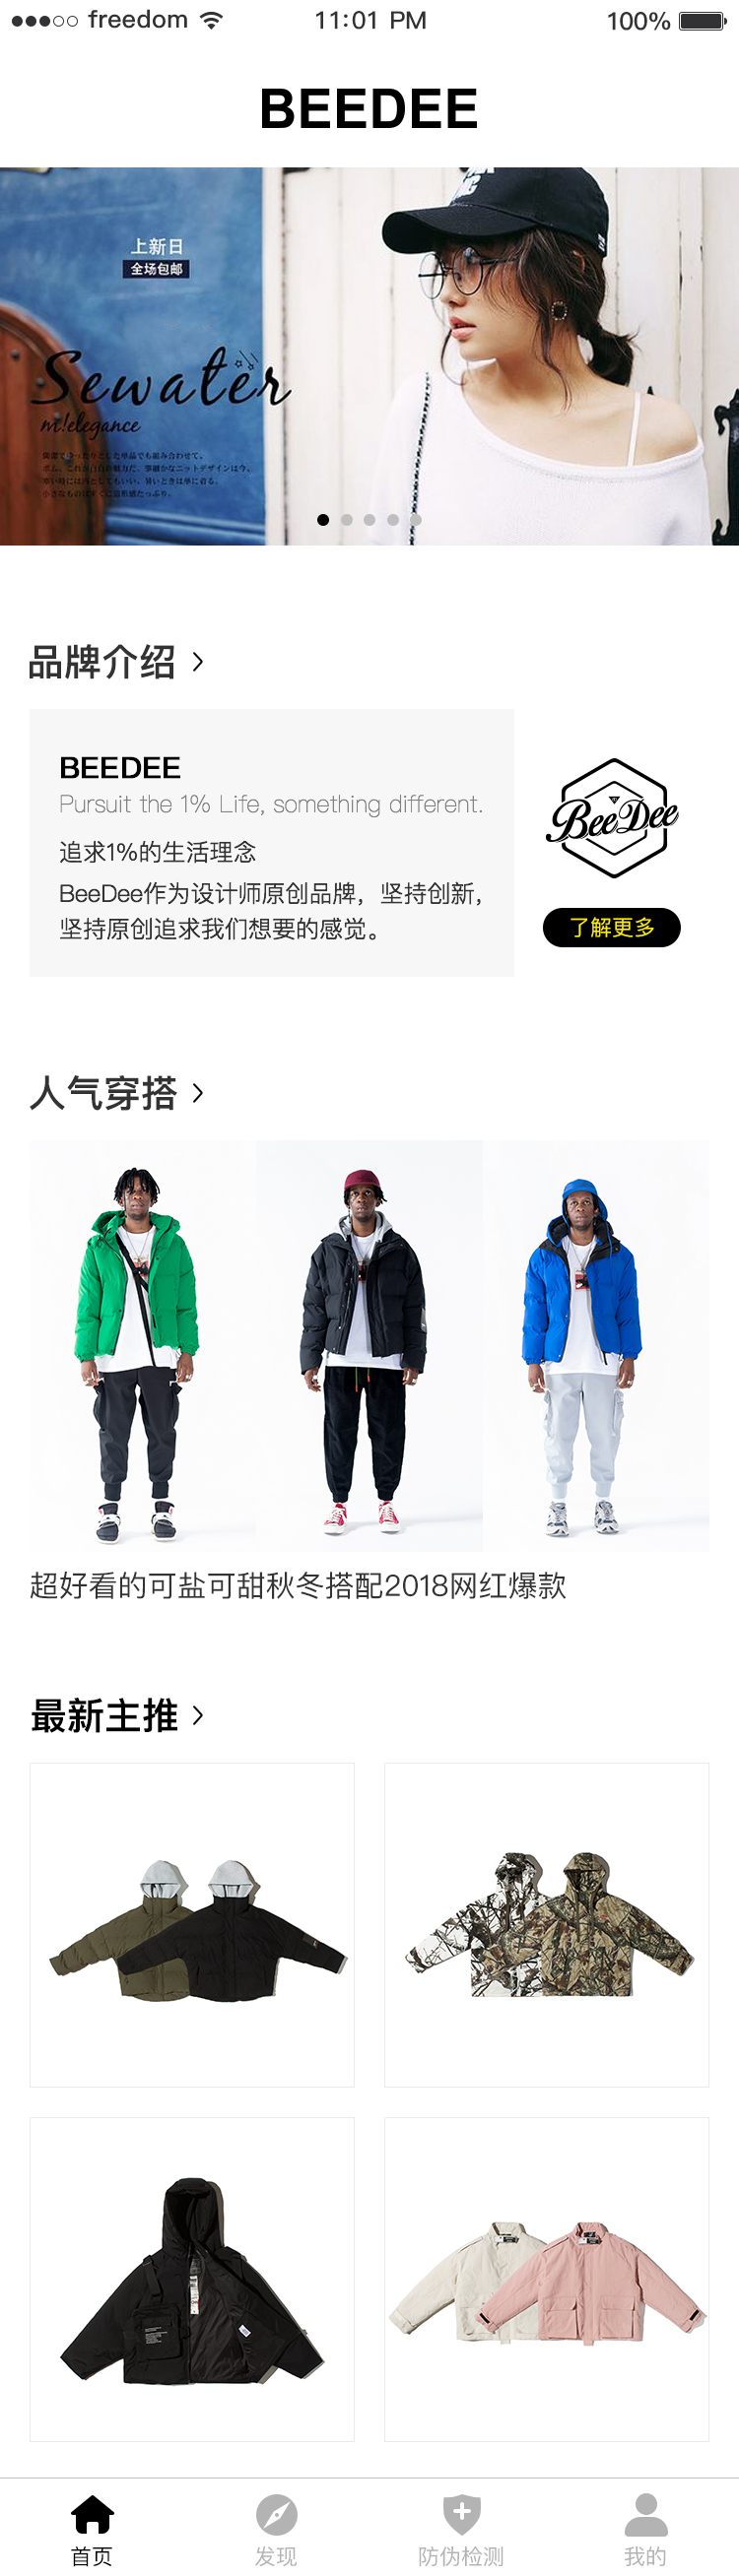 freedom 11:01 PM 100%
BEEDEE
上新日
全场包邮
Sewater
m!elegance
品牌介绍
BEEDEE
Pursuit the 1% Life, something different.
追求1%的生活理念
BeeDee作为设计师原创品牌，坚持创新，
坚持原创追求我们想要的感觉。
BeeDee
了解更多
人气穿搭
超好看的可盐可甜秋冬搭配2018网红爆款
最新主推
首页 发现 防伪检测 我的